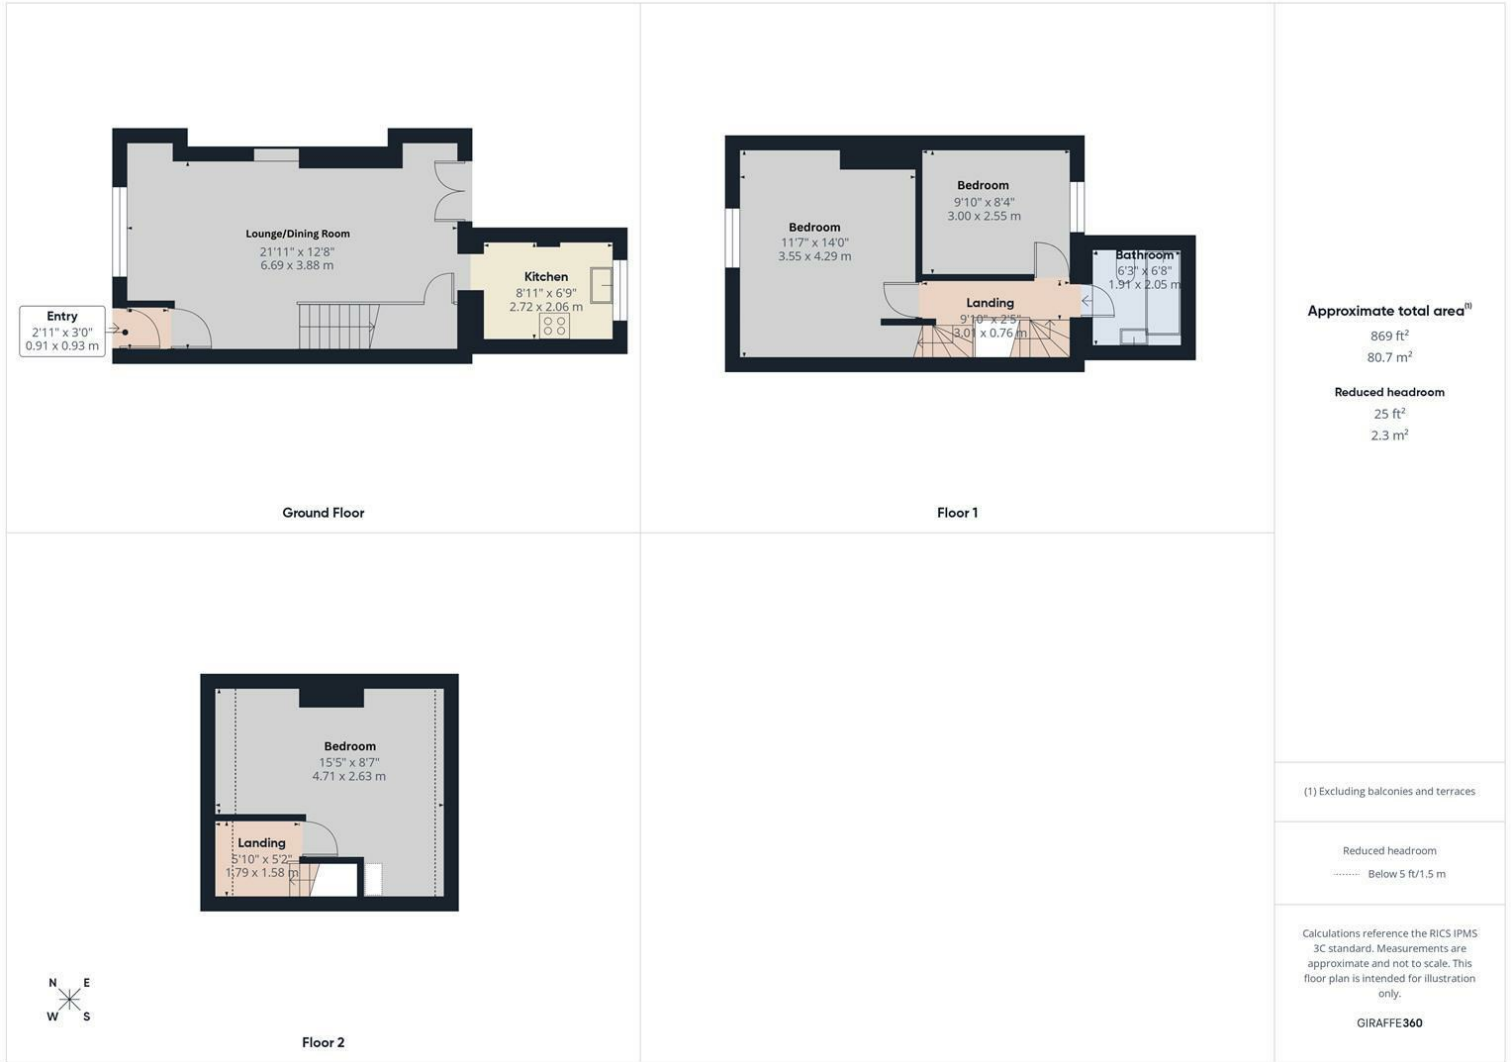 Lounge/Dining Room
21'11" x 12'8"
6.69 x 3.88 m
Kitchen
8'11" x 6'9"
2.72 x 2.06 m
Entry
2'11" x 3'0"
0.91 x 0.93 m
Ground Floor
Bedroom
11'7" x 14'0"
3.55 x 4.29 m
Bedroom
9'10" x 8'4"
3.00 x 2.55 m
Bathroom
6'3" x 6'8"
1.91 x 2.05 m
Landing
9'10" x 2'5"
3.01 x 0.76 m
Floor 1
Bedroom
15'5" x 8'7"
4.71 x 2.63 m
Landing
5'10" x 5'2"
1.79 x 1.58 m
N E
W S
Floor 2
Approximate total area(1)
869 ft²
80.7 m²
Reduced headroom
25 ft²
2.3 m²
(1) Excluding balconies and terraces
Reduced headroom
Below 5 ft/1.5 m
Calculations reference the RICS IPMS
3C standard. Measurements are
approximate and not to scale. This
floor plan is intended for illustration
only.
GIRAFFE360